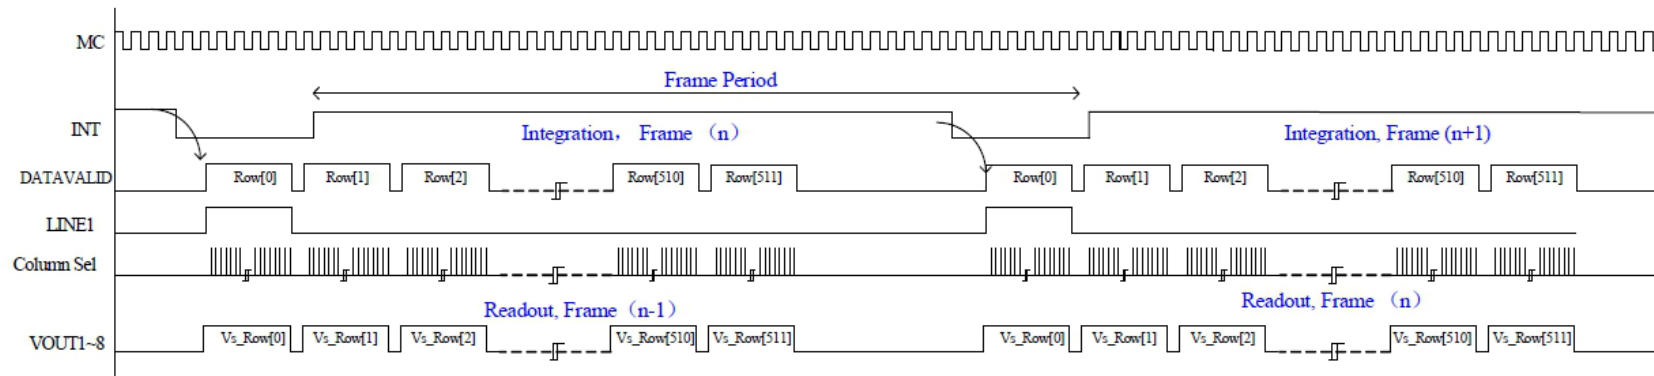 MC
Frame Period
INT
Integration， Frame （n）
Integration, Frame (n+1)
DATAVALID
Row[0] Row[1] Row[2] Row[510] Row[511] Row[0] Row[1] Row[2] Row[510] Row[511]
LINE1
Column Sel
Readout, Frame（n-1） Readout, Frame （n）
VOUT1~8
Vs_Row[0] Vs_Row[1] Vs_Row[2] Vs_Row[510] Vs_Row[511] Vs_Row[0] Vs_Row[1] Vs_Row[2] Vs_Row[510] Vs_Row[511]